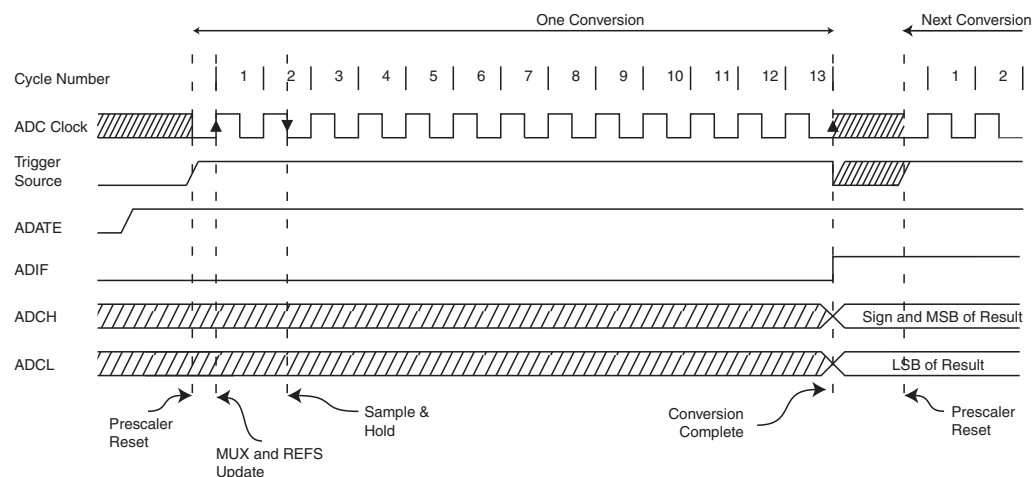 One Conversion
Next Conversion
Cycle Number
1 2 3 4 5 6 7 8 9 10 11 12 13 1 2
ADC Clock
Trigger
Source
ADATE
ADIF
ADCH
Sign and MSB of Result
ADCL
LSB of Result
Prescaler
Reset
MUX and REFS
Update
Sample &
Hold
Conversion
Complete
Prescaler
Reset